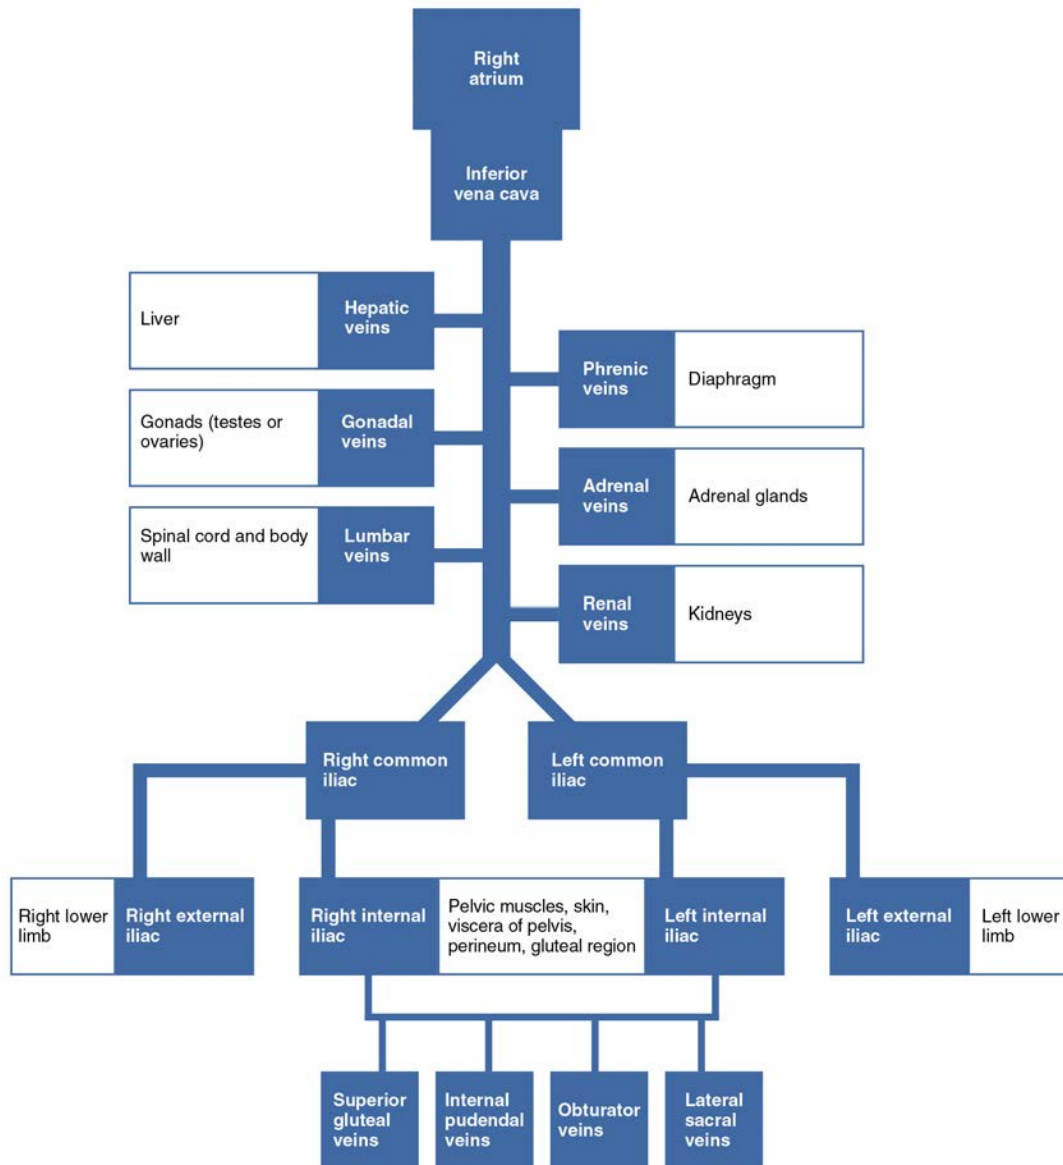 Right
atrium
Inferior
vena cava
Liver
Hepatic
veins
Phrenic
veins
Diaphragm
Gonads (testes or
ovaries)
Gonadal
veins
Adrenal
veins
Adrenal glands
Spinal cord and body
wall
Lumbar
veins
Renal
veins
Kidneys
Right common
iliac
Left common
iliac
Right lower
limb
Right external
iliac
Right internal
iliac
Pelvic muscles, skin,
viscera of pelvis,
perineum, gluteal region
Left internal
iliac
Left external
iliac
Left lower
limb
Superior
gluteal
veins
Internal
pudendal
veins
Obturator
veins
Lateral
sacral
veins